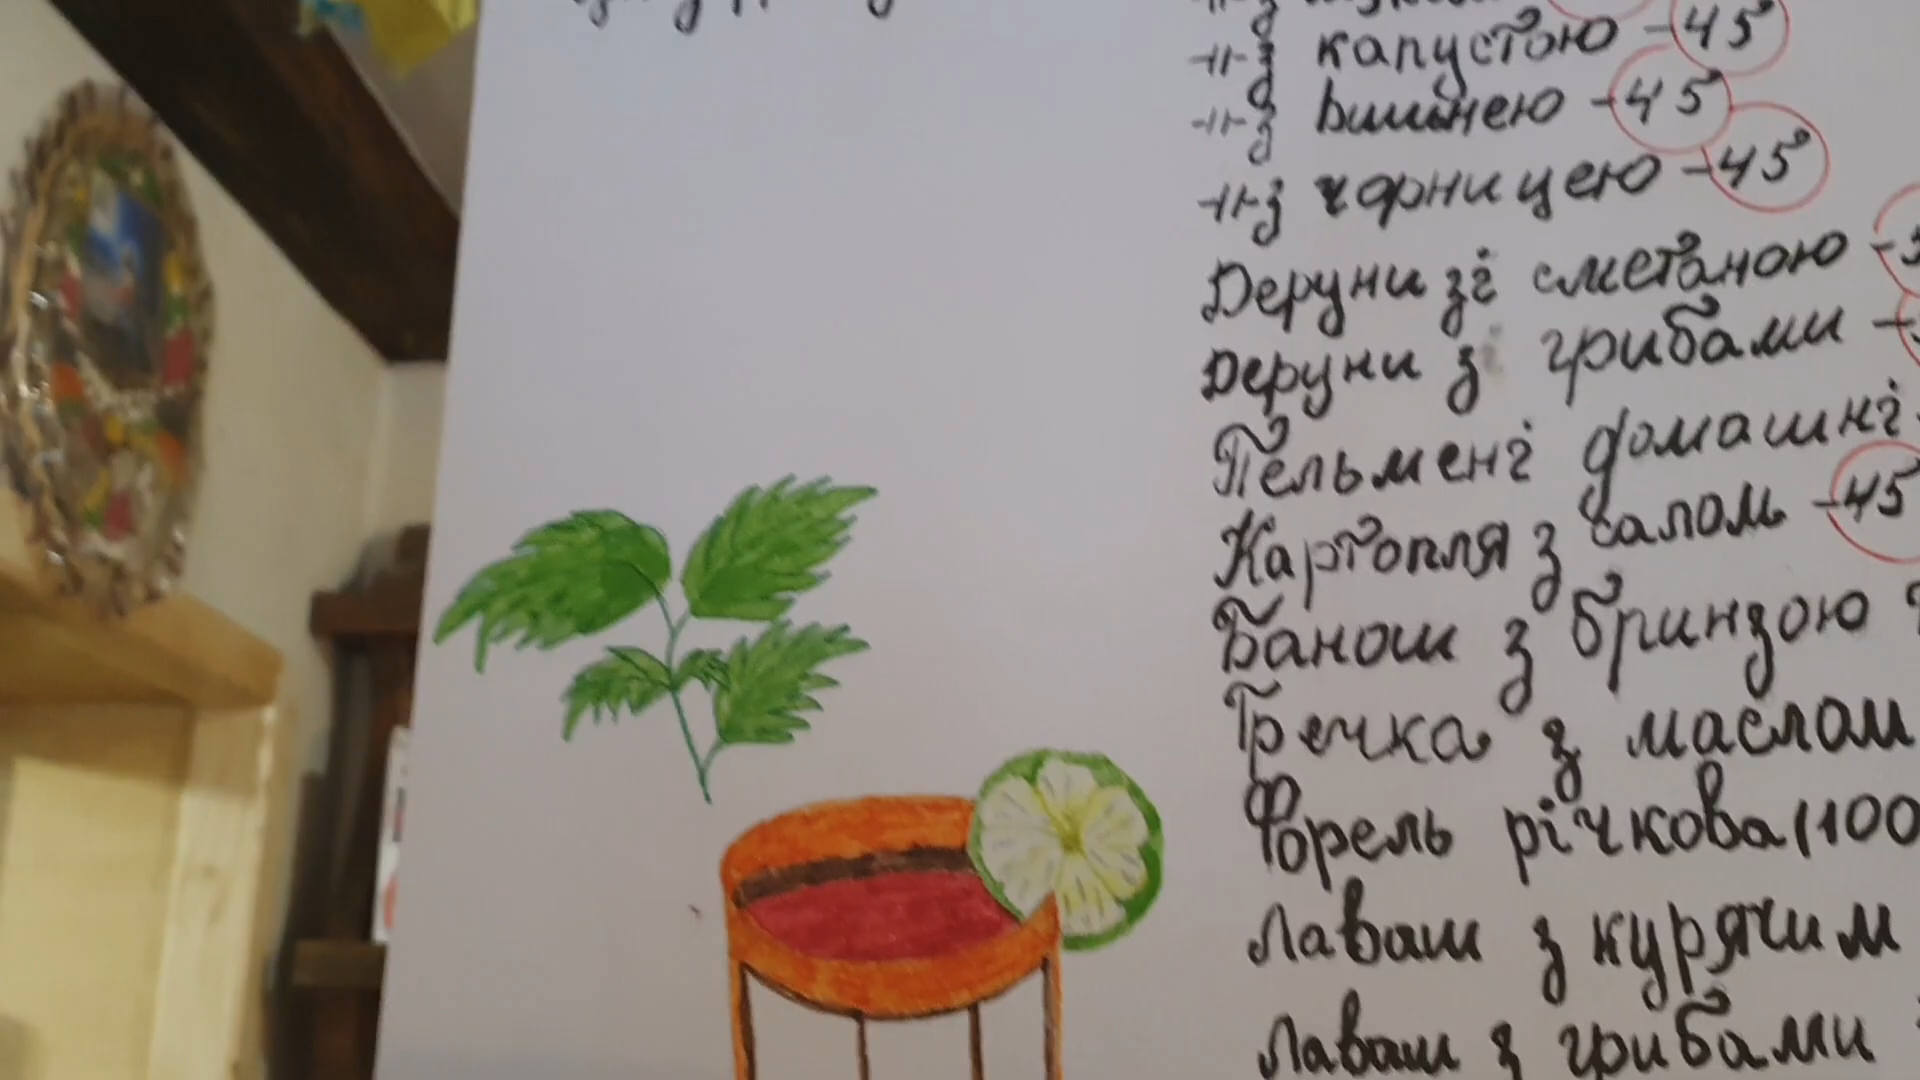 -"- з капустою - 45
-"- з вишнею - 45
-"- з чорницею - 45
Деруни зі сметаною -
Деруни з грибами -
Пельмені домашні
Картопля з салом - 45
Банош з бринзою
Гречка з маслом
Форель річкова (100
Лаваш з курячим
Лаваш з грибами